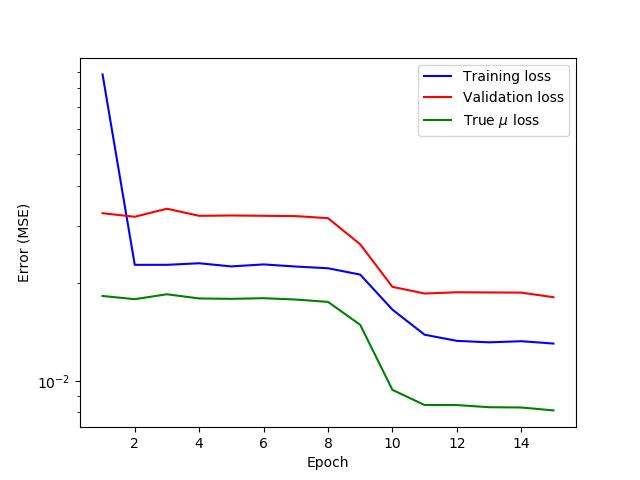 Training loss
Validation loss
True μ loss
Error (MSE)
10⁻²
2 4 6 8 10 12 14
Epoch